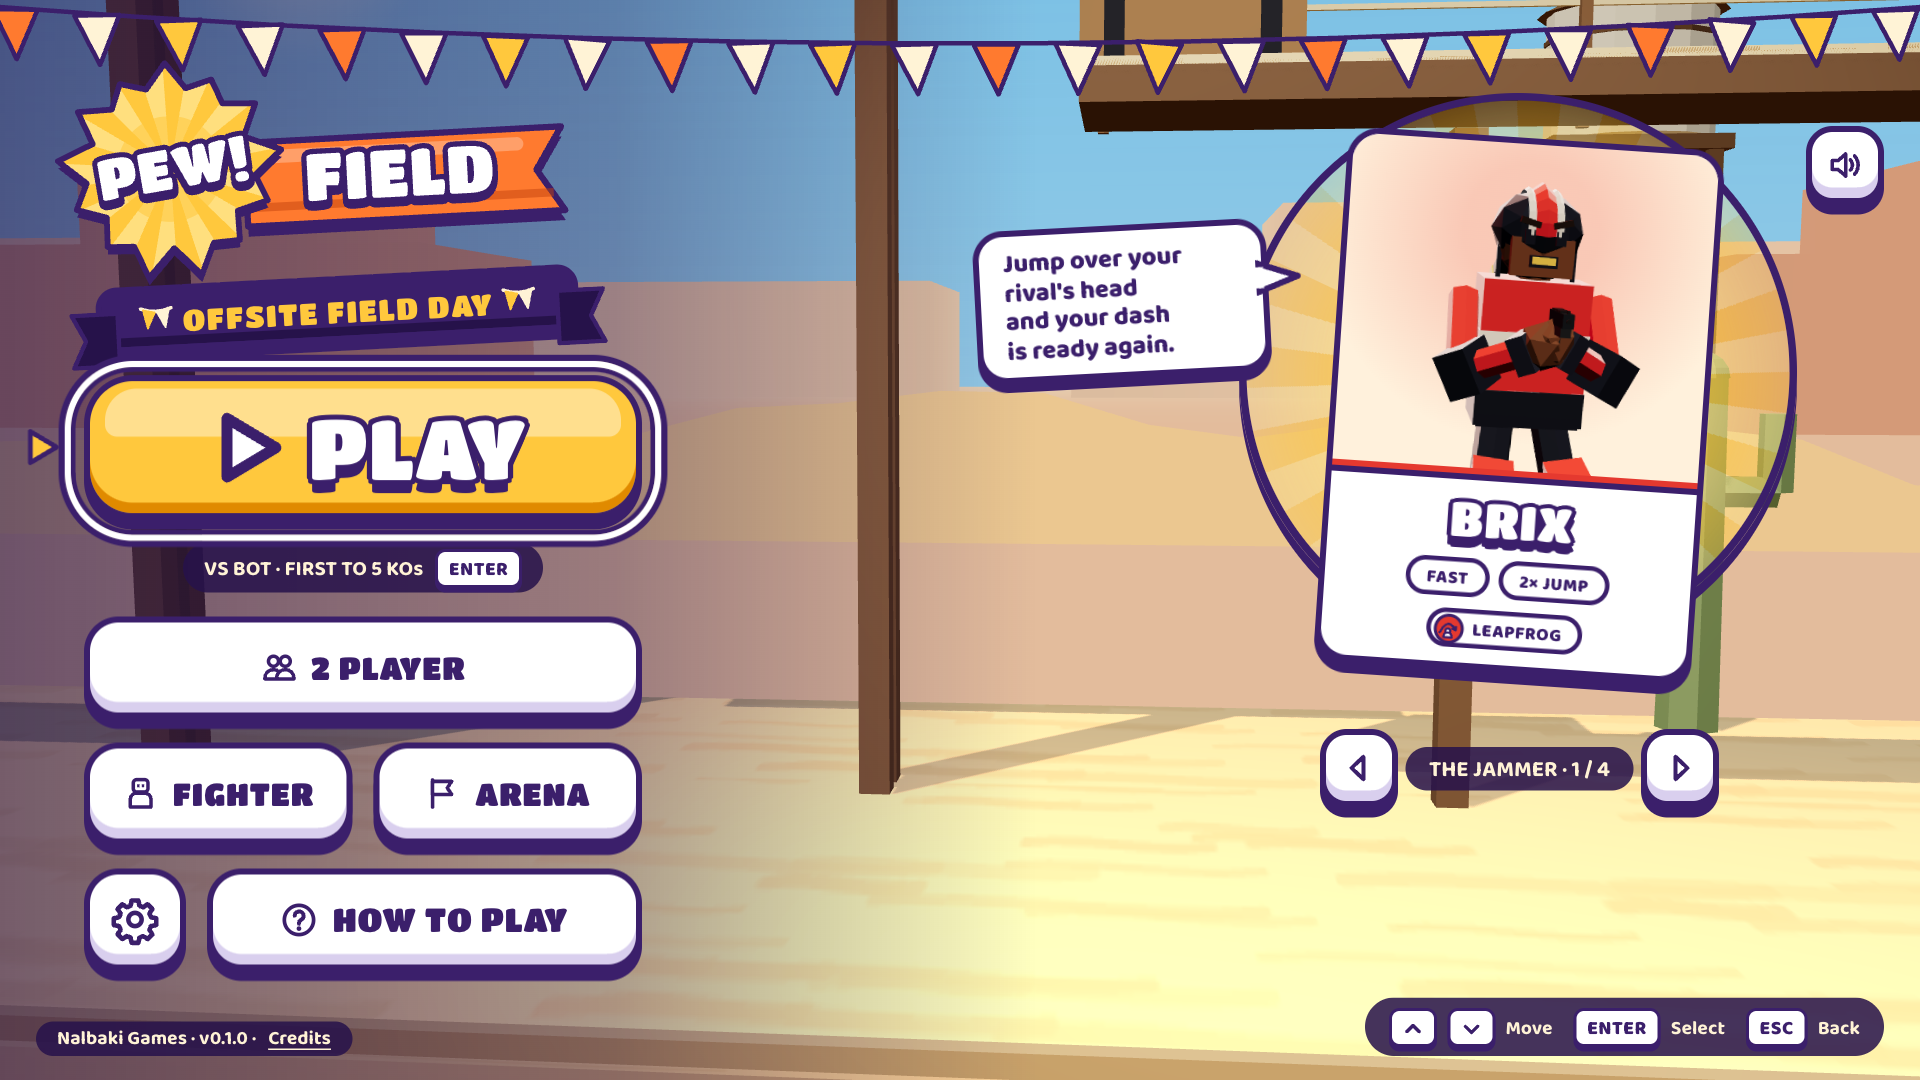 PEW! FIELD
OFFSITE FIELD DAY
PLAY
VS BOT · FIRST TO 5 KOs ENTER
2 PLAYER
FIGHTER
ARENA
HOW TO PLAY
Nalbaki Games · v0.1.0 · Credits
Jump over your
rival's head
and your dash
is ready again.
BRIX
FAST
2× JUMP
LEAPFROG
THE JAMMER · 1 / 4
Move ENTER Select ESC Back